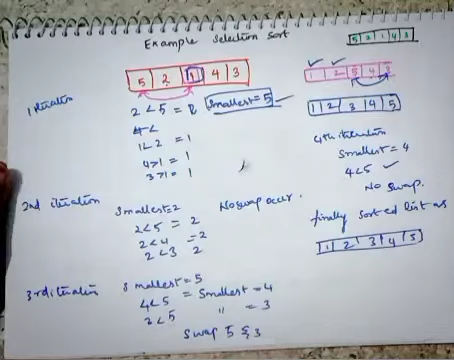 Example Selection Sort
5 2 1 4 3
5 2 1 4 3
1 iteration
2 < 5 = 2 Smallest = 5
1 < 2 = 1
4 > 1 = 1
3 > 1 = 1
2nd iteration
Smallest = 2 No swap occur.
2 < 5 = 2
2 < 4 = 2
2 < 3 2
3rd iteration
Smallest = 5
4 < 5 = Smallest = 4
2 < 5 " = 3
Swap 5 & 3
1 2 5 4 3
1 2 3 4 5
4th iteration
Smallest = 4
4 < 5 ✓
No Swap.
finally sorted list as
1 2 3 4 5